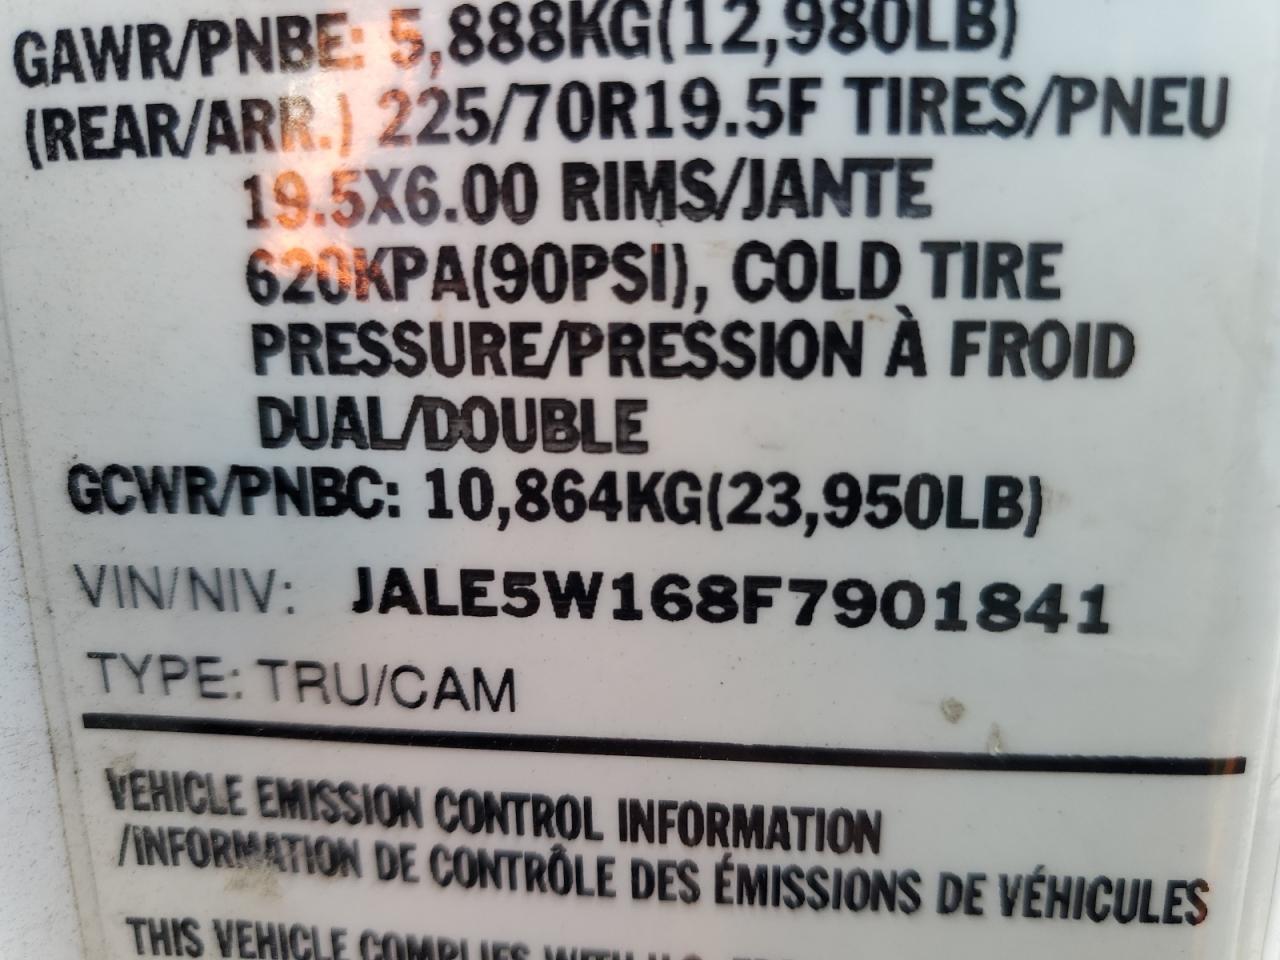 GAWR/PNBE: 5,888KG(12,980LB)
(REAR/ARR.) 225/70R19.5F TIRES/PNEU
19.5X6.00 RIMS/JANTE
620KPA(90PSI), COLD TIRE
PRESSURE/PRESSION À FROID
DUAL/DOUBLE
GCWR/PNBC: 10,864KG(23,950LB)
VIN/NIV: JALE5W168F7901841
TYPE: TRU/CAM
VEHICLE EMISSION CONTROL INFORMATION
/INFORMATION DE CONTRÔLE DES ÉMISSIONS DE VÉHICULES
THIS VEHICLE COMPLIES WITH U.S.